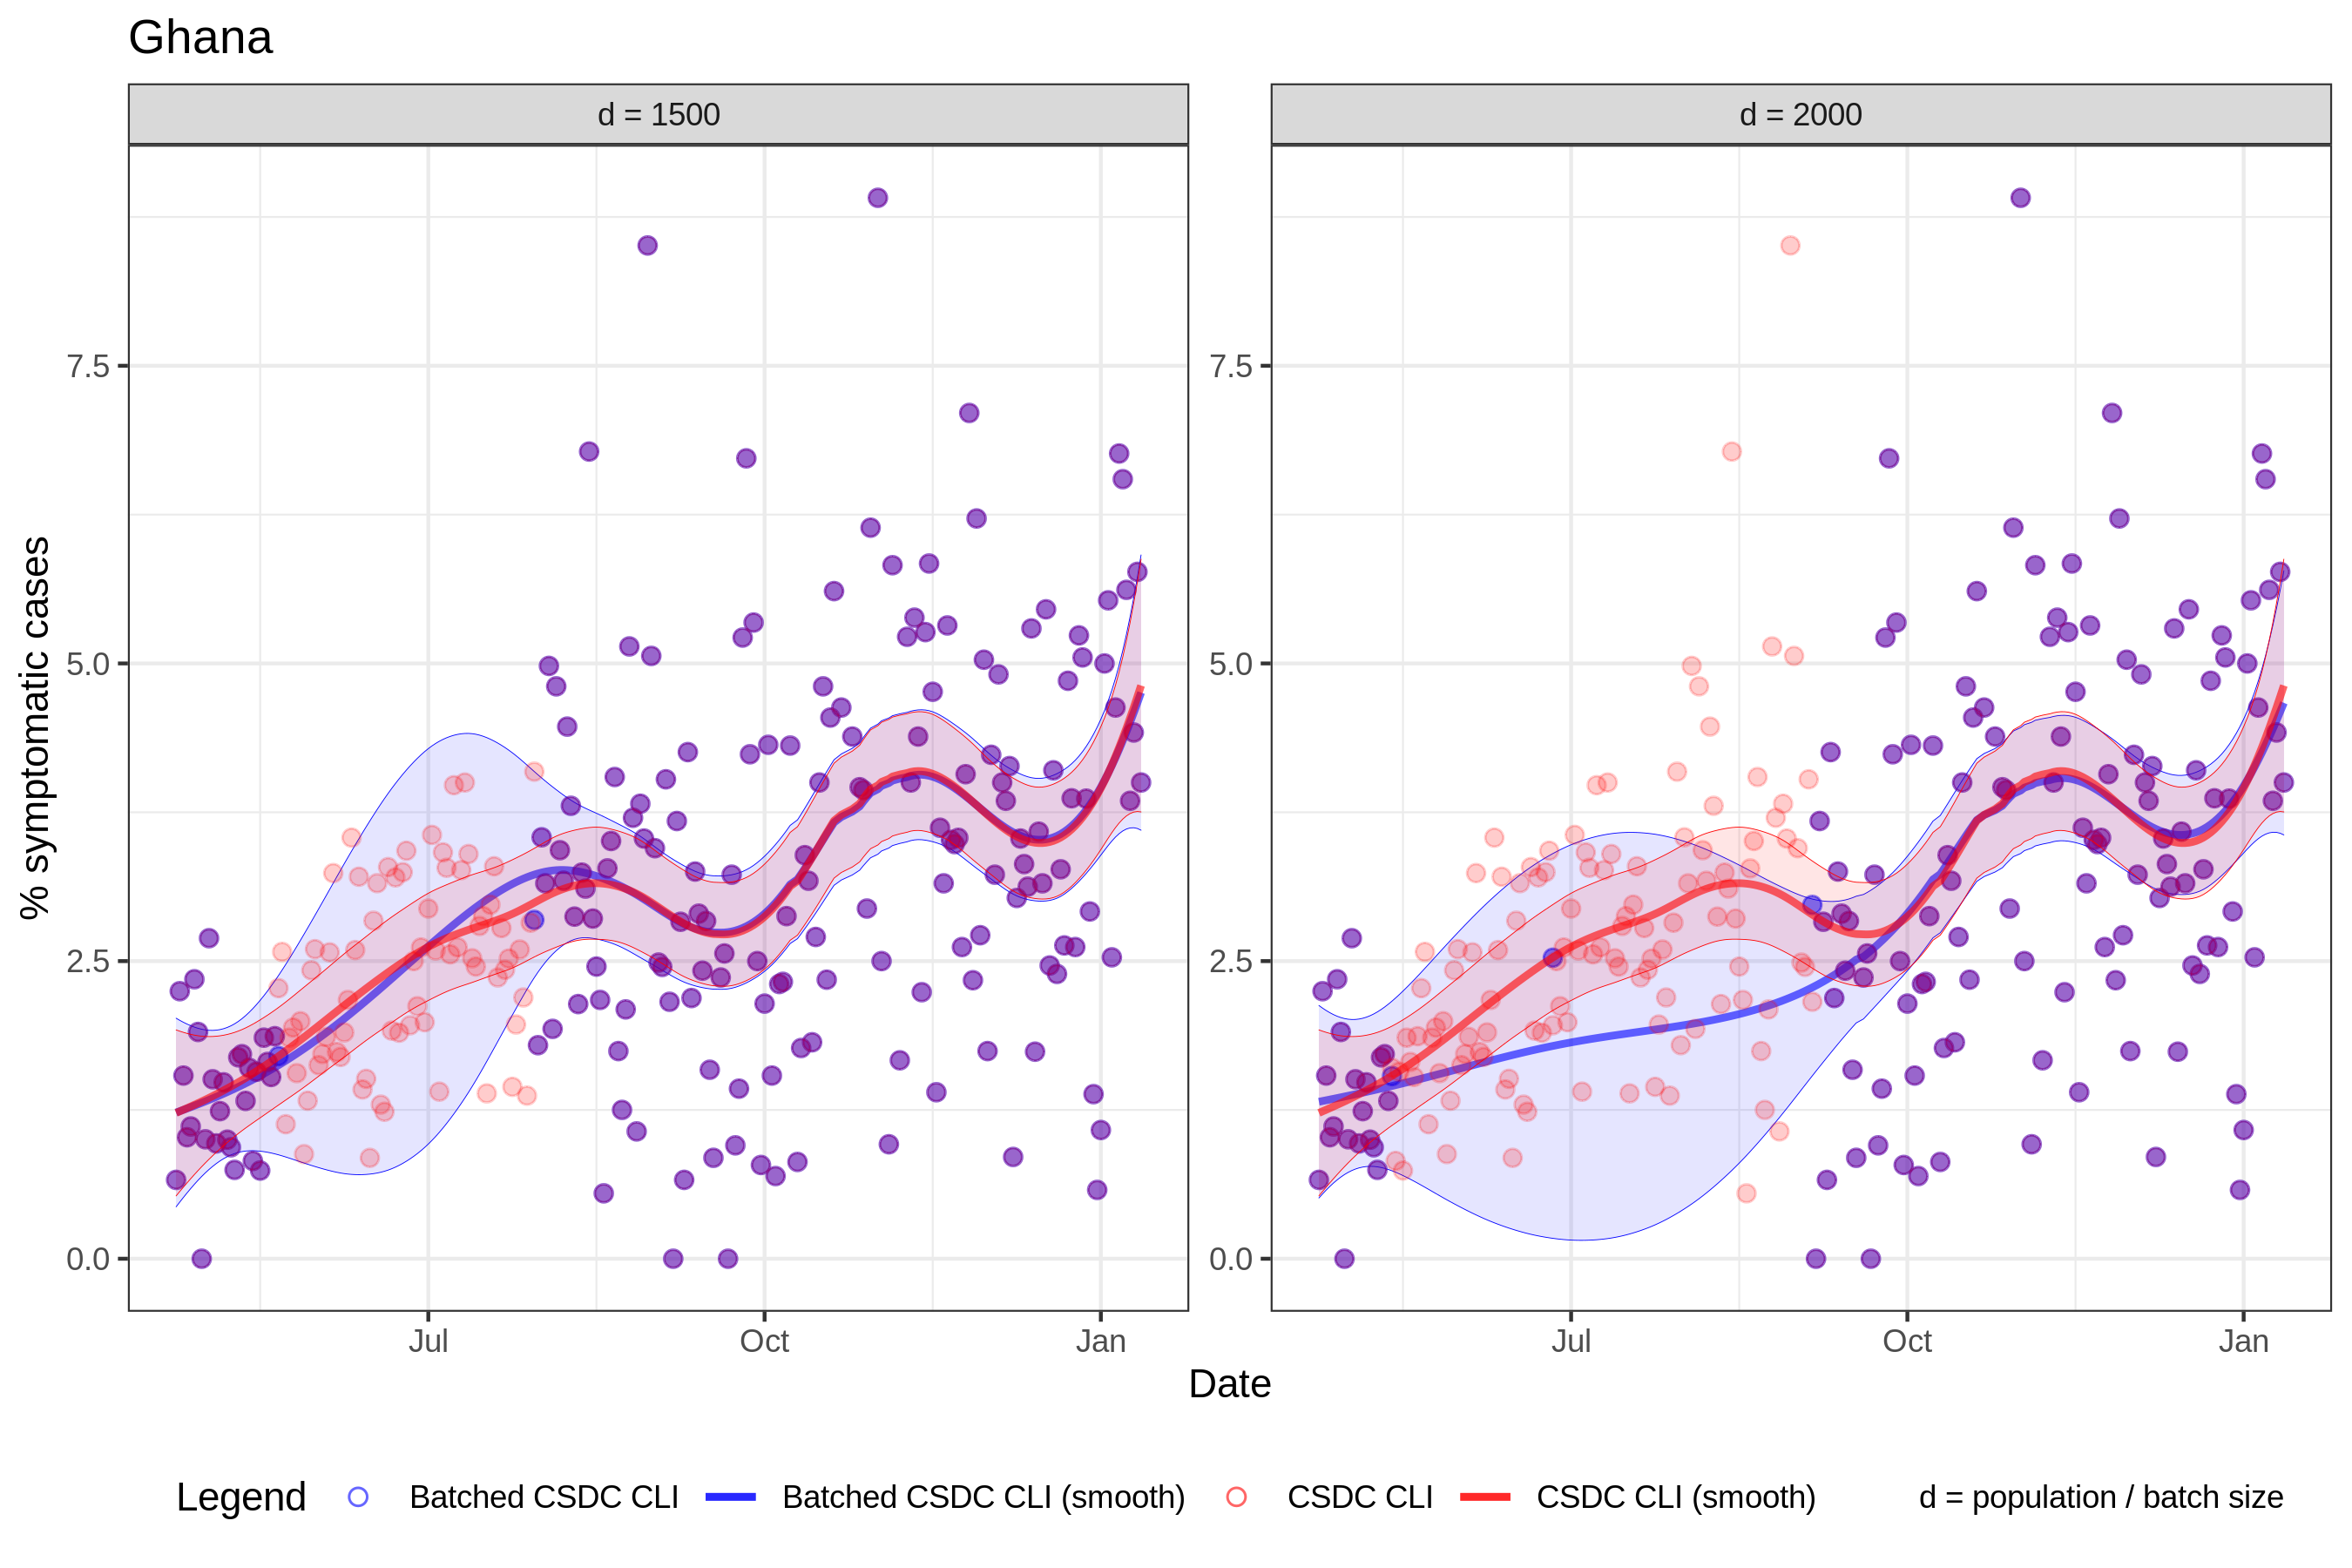 Ghana
d = 1500
d = 2000
% symptomatic cases
7.5
5.0
2.5
0.0
7.5
5.0
2.5
0.0
Jul Oct Jan
Jul Oct Jan
Date
Legend Batched CSDC CLI Batched CSDC CLI (smooth) CSDC CLI CSDC CLI (smooth) d = population / batch size